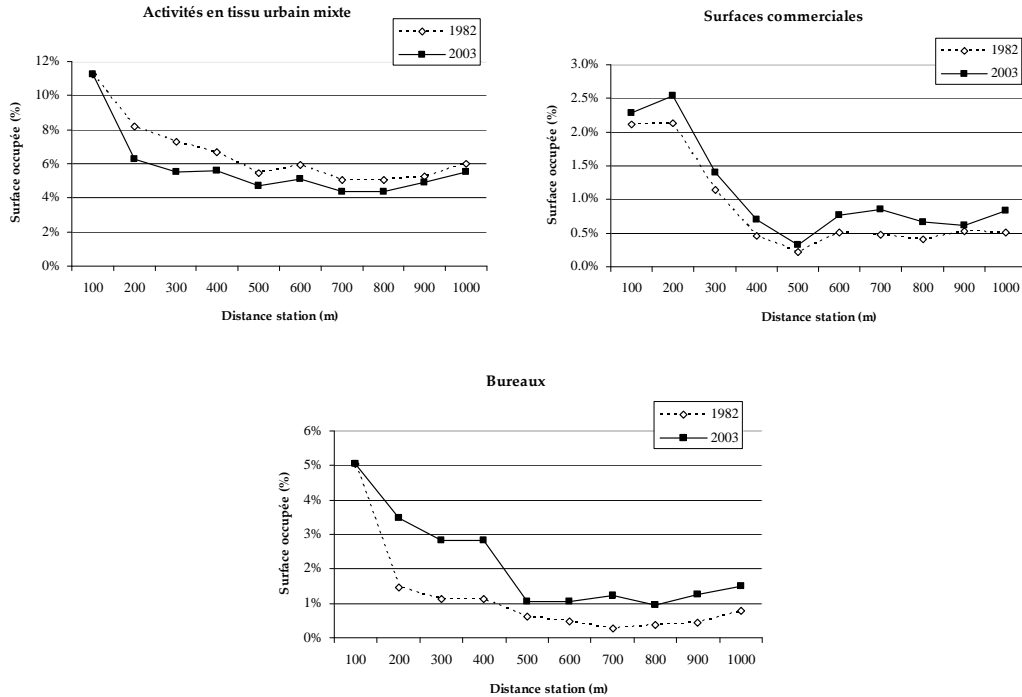 Activités en tissu urbain mixte
1982
2003
12%
10%
8%
6%
4%
2%
0%
Surface occupée (%)
100 200 300 400 500 600 700 800 900 1000
Distance station (m)
Surfaces commerciales
1982
2003
3.0%
2.5%
2.0%
1.5%
1.0%
0.5%
0.0%
Surface occupée (%)
100 200 300 400 500 600 700 800 900 1000
Distance station (m)
Bureaux
1982
2003
6%
5%
4%
3%
2%
1%
0%
Surface occupée (%)
100 200 300 400 500 600 700 800 900 1000
Distance station (m)